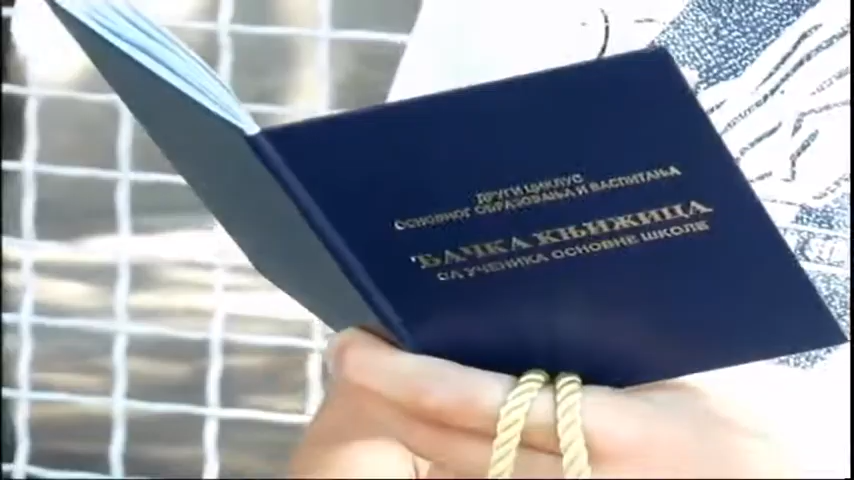 ДРУГИ ЦИКЛУС
ОСНОВНОГ ОБРАЗОВАЊА И ВАСПИТАЊА
ЂАЧКА КЊИЖИЦА
ЗА УЧЕНИКА ОСНОВНЕ ШКОЛЕ